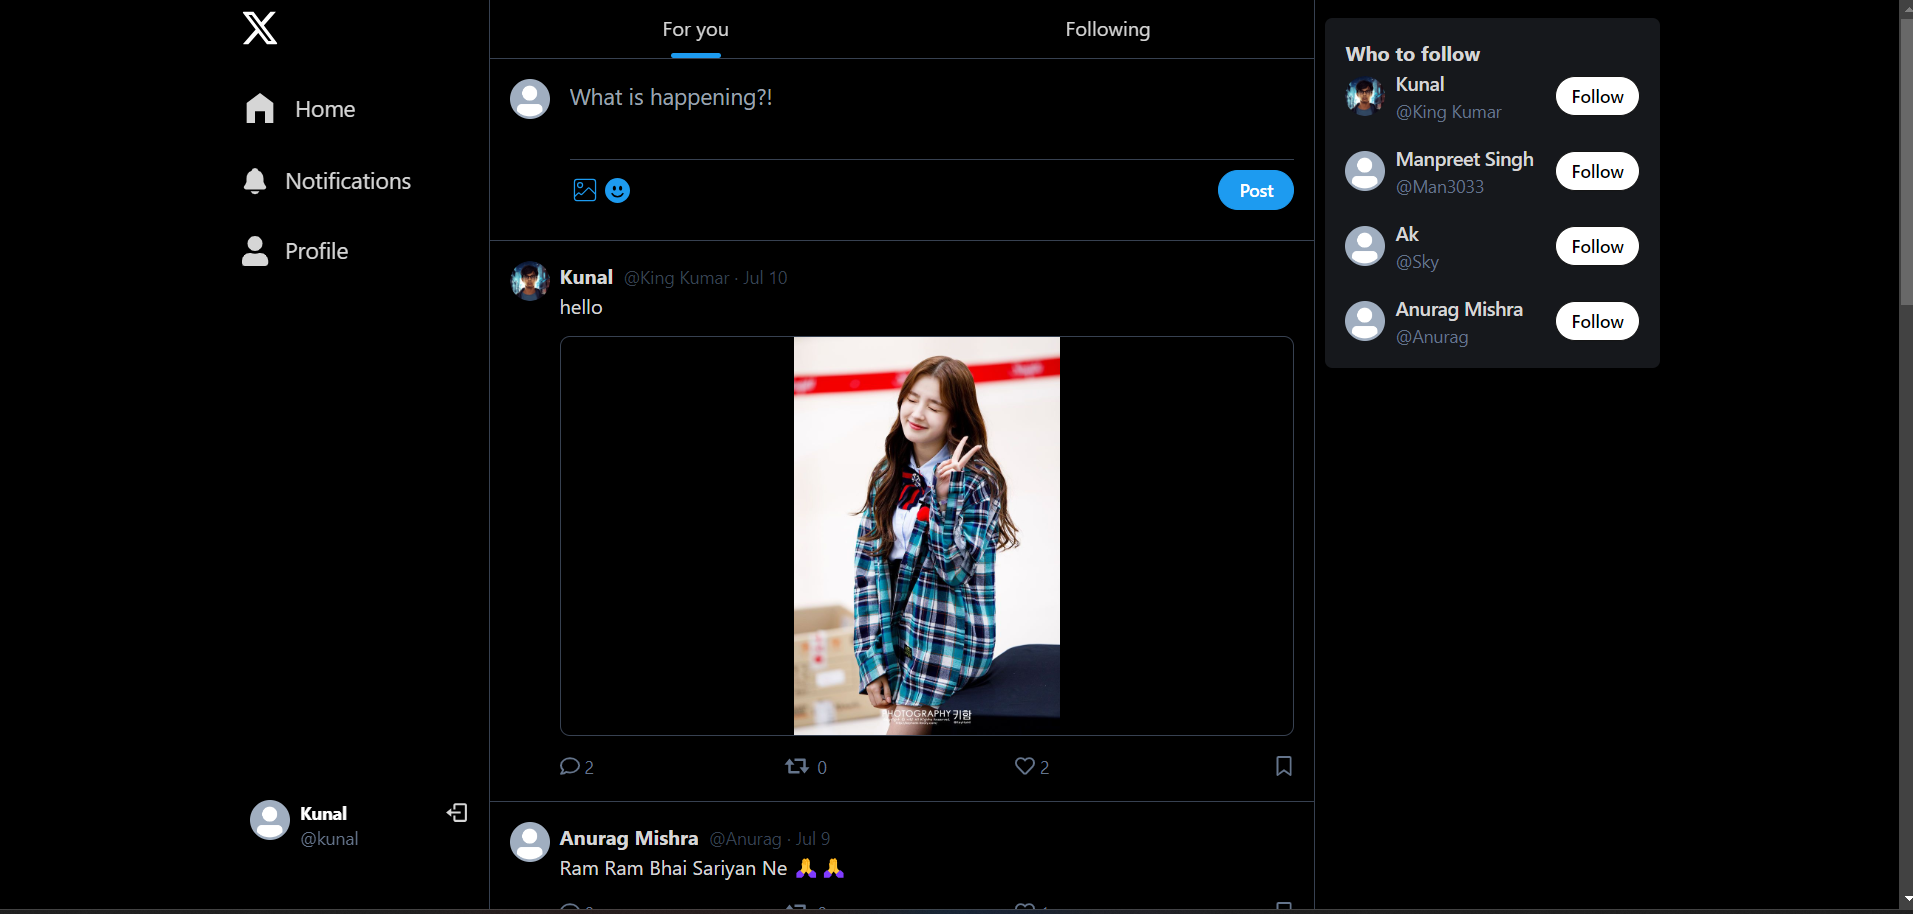 For you
Following
Home
Notifications
Profile
Kunal
@kunal
What is happening?!
Post
Kunal @King Kumar · Jul 10
hello
PHOTOGRAPHY 키함
2
0
2
Anurag Mishra @Anurag · Jul 9
Ram Ram Bhai Sariyan Ne 🙏 🙏
Who to follow
Kunal
@King Kumar
Follow
Manpreet Singh
@Man3033
Follow
Ak
@Sky
Follow
Anurag Mishra
@Anurag
Follow